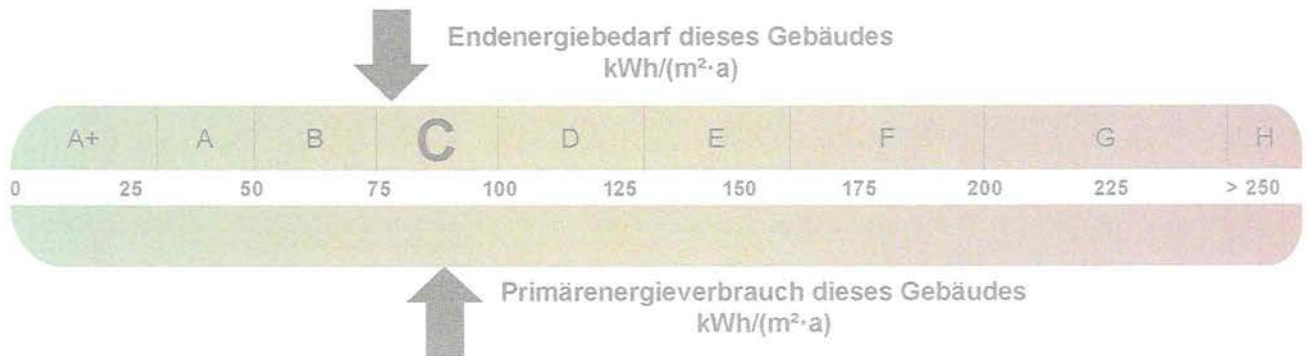 Endenergiebedarf dieses Gebäudes
kWh/(m²·a)
A+ A B C D E F G H
0 25 50 75 100 125 150 175 200 225 > 250
Primärenergieverbrauch dieses Gebäudes
kWh/(m²·a)